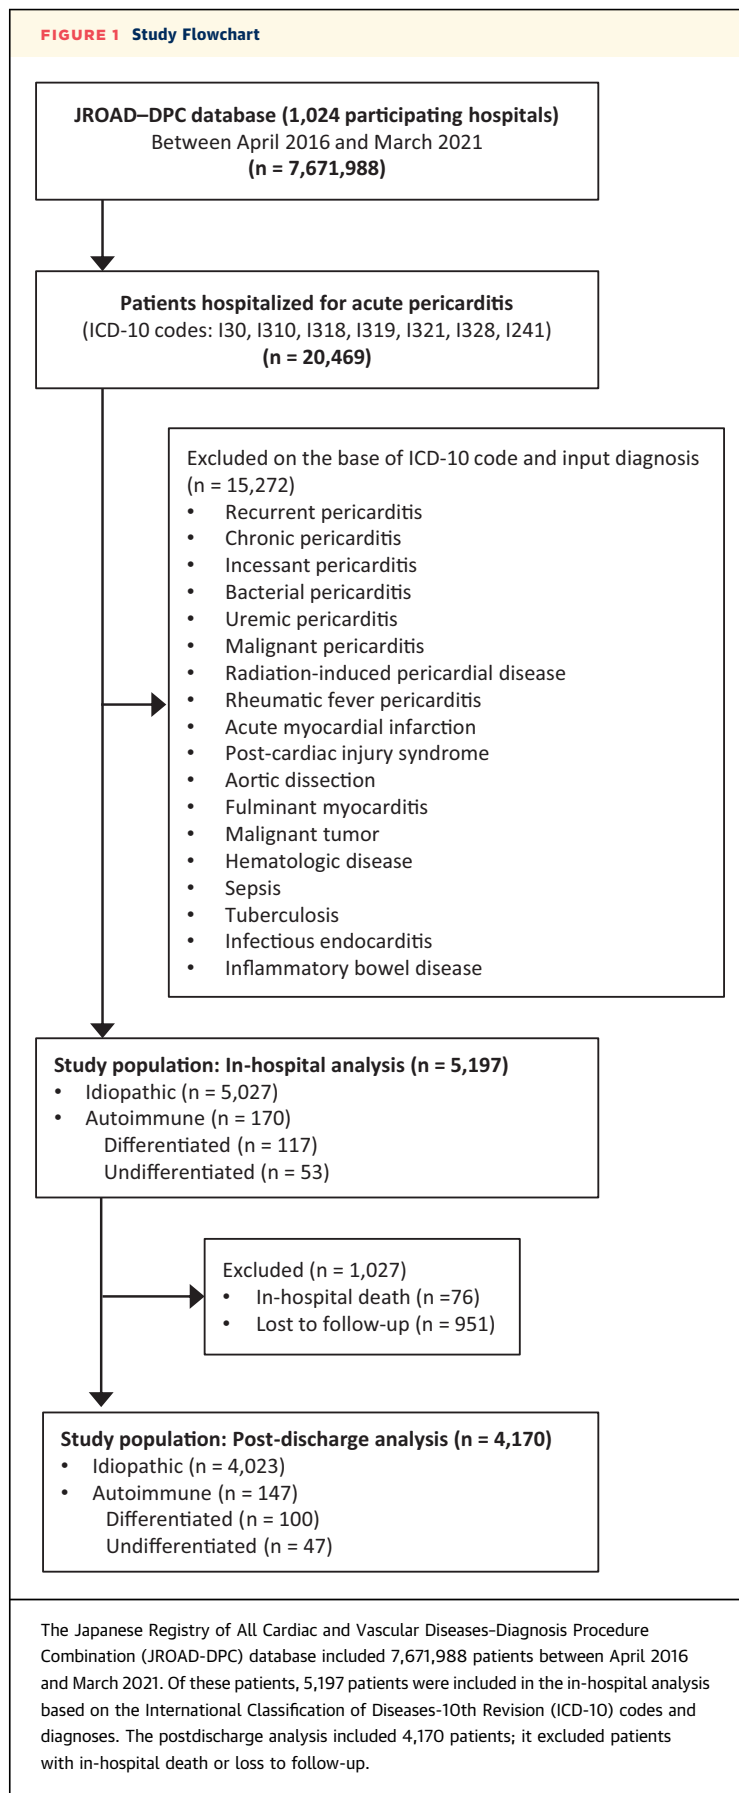 FIGURE 1 Study Flowchart
JROAD–DPC database (1,024 participating hospitals)
Between April 2016 and March 2021
(n = 7,671,988)
Patients hospitalized for acute pericarditis
(ICD-10 codes: I30, I310, I318, I319, I321, I328, I241)
(n = 20,469)
Excluded on the base of ICD-10 code and input diagnosis
(n = 15,272)
• Recurrent pericarditis
• Chronic pericarditis
• Incessant pericarditis
• Bacterial pericarditis
• Uremic pericarditis
• Malignant pericarditis
• Radiation-induced pericardial disease
• Rheumatic fever pericarditis
• Acute myocardial infarction
• Post-cardiac injury syndrome
• Aortic dissection
• Fulminant myocarditis
• Malignant tumor
• Hematologic disease
• Sepsis
• Tuberculosis
• Infectious endocarditis
• Inflammatory bowel disease
Study population: In-hospital analysis (n = 5,197)
• Idiopathic (n = 5,027)
• Autoimmune (n = 170)
Differentiated (n = 117)
Undifferentiated (n = 53)
Excluded (n = 1,027)
• In-hospital death (n =76)
• Lost to follow-up (n = 951)
Study population: Post-discharge analysis (n = 4,170)
• Idiopathic (n = 4,023)
• Autoimmune (n = 147)
Differentiated (n = 100)
Undifferentiated (n = 47)
The Japanese Registry of All Cardiac and Vascular Diseases-Diagnosis Procedure
Combination (JROAD-DPC) database included 7,671,988 patients between April 2016
and March 2021. Of these patients, 5,197 patients were included in the in-hospital analysis
based on the International Classification of Diseases-10th Revision (ICD-10) codes and
diagnoses. The postdischarge analysis included 4,170 patients; it excluded patients
with in-hospital death or loss to follow-up.